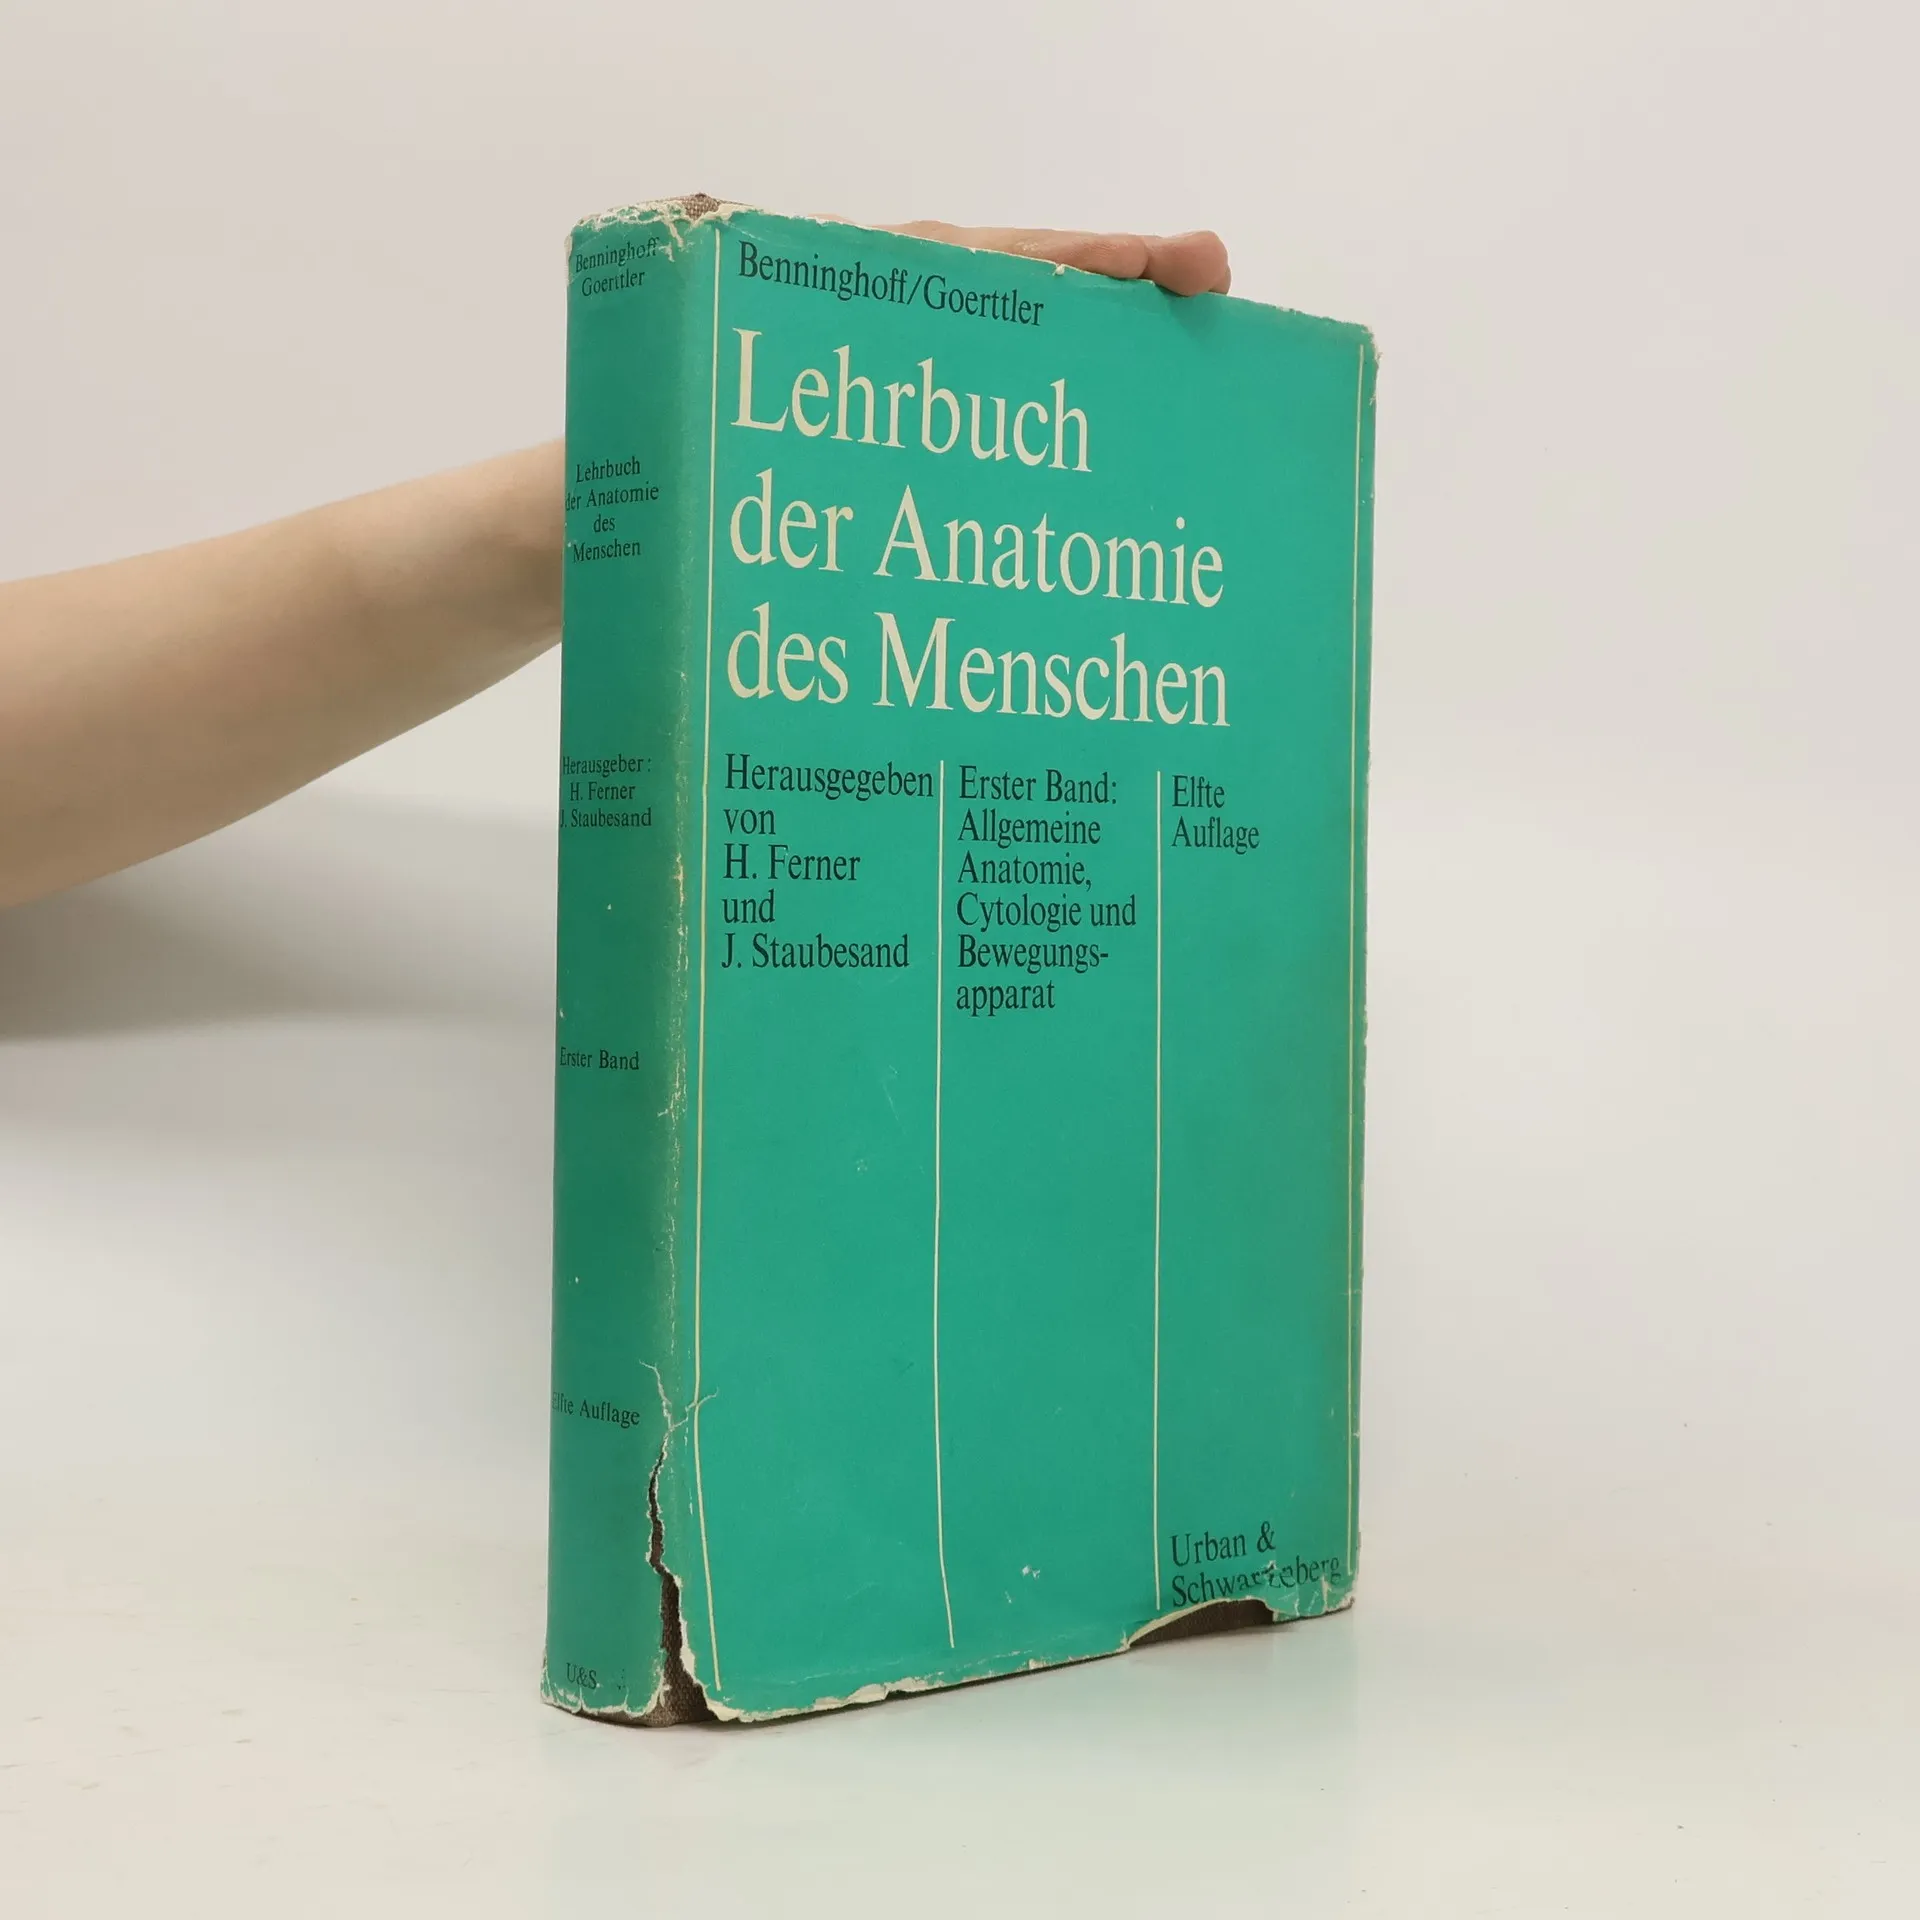 Benninghoff
Goerttler
Lehrbuch
der Anatomie
des
Menschen
Herausgeber:
H. Ferner
J. Staubesand
Erster Band
Elfte Auflage
U&S
Benninghoff/Goerttler
Lehrbuch
der Anatomie
des Menschen
Herausgegeben
von
H. Ferner
und
J. Staubesand
Erster Band:
Allgemeine
Anatomie,
Cytologie und
Bewegungs-
apparat
Elfte
Auflage
Urban &
Schwarzenberg